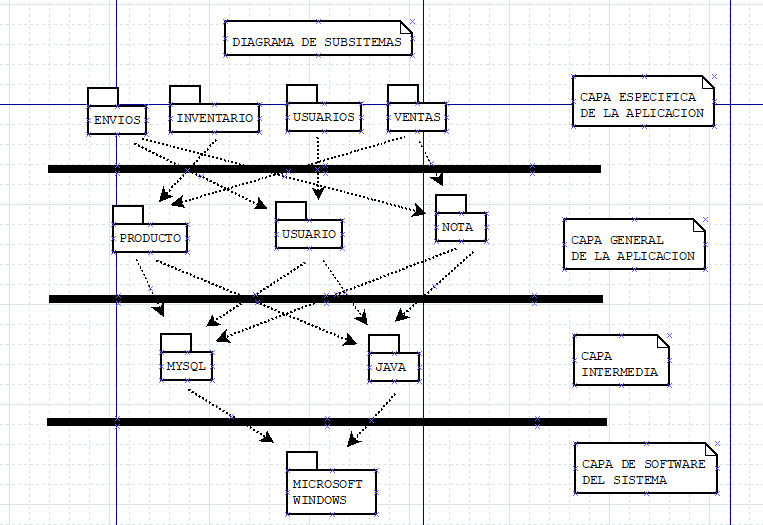 DIAGRAMA DE SUBSITEMAS
ENVIOS
INVENTARIO
USUARIOS
VENTAS
CAPA ESPECIFICA
DE LA APLICACION
PRODUCTO
USUARIO
NOTA
CAPA GENERAL
DE LA APLICACION
MYSQL
JAVA
CAPA
INTERMEDIA
MICROSOFT
WINDOWS
CAPA DE SOFTWARE
DEL SISTEMA